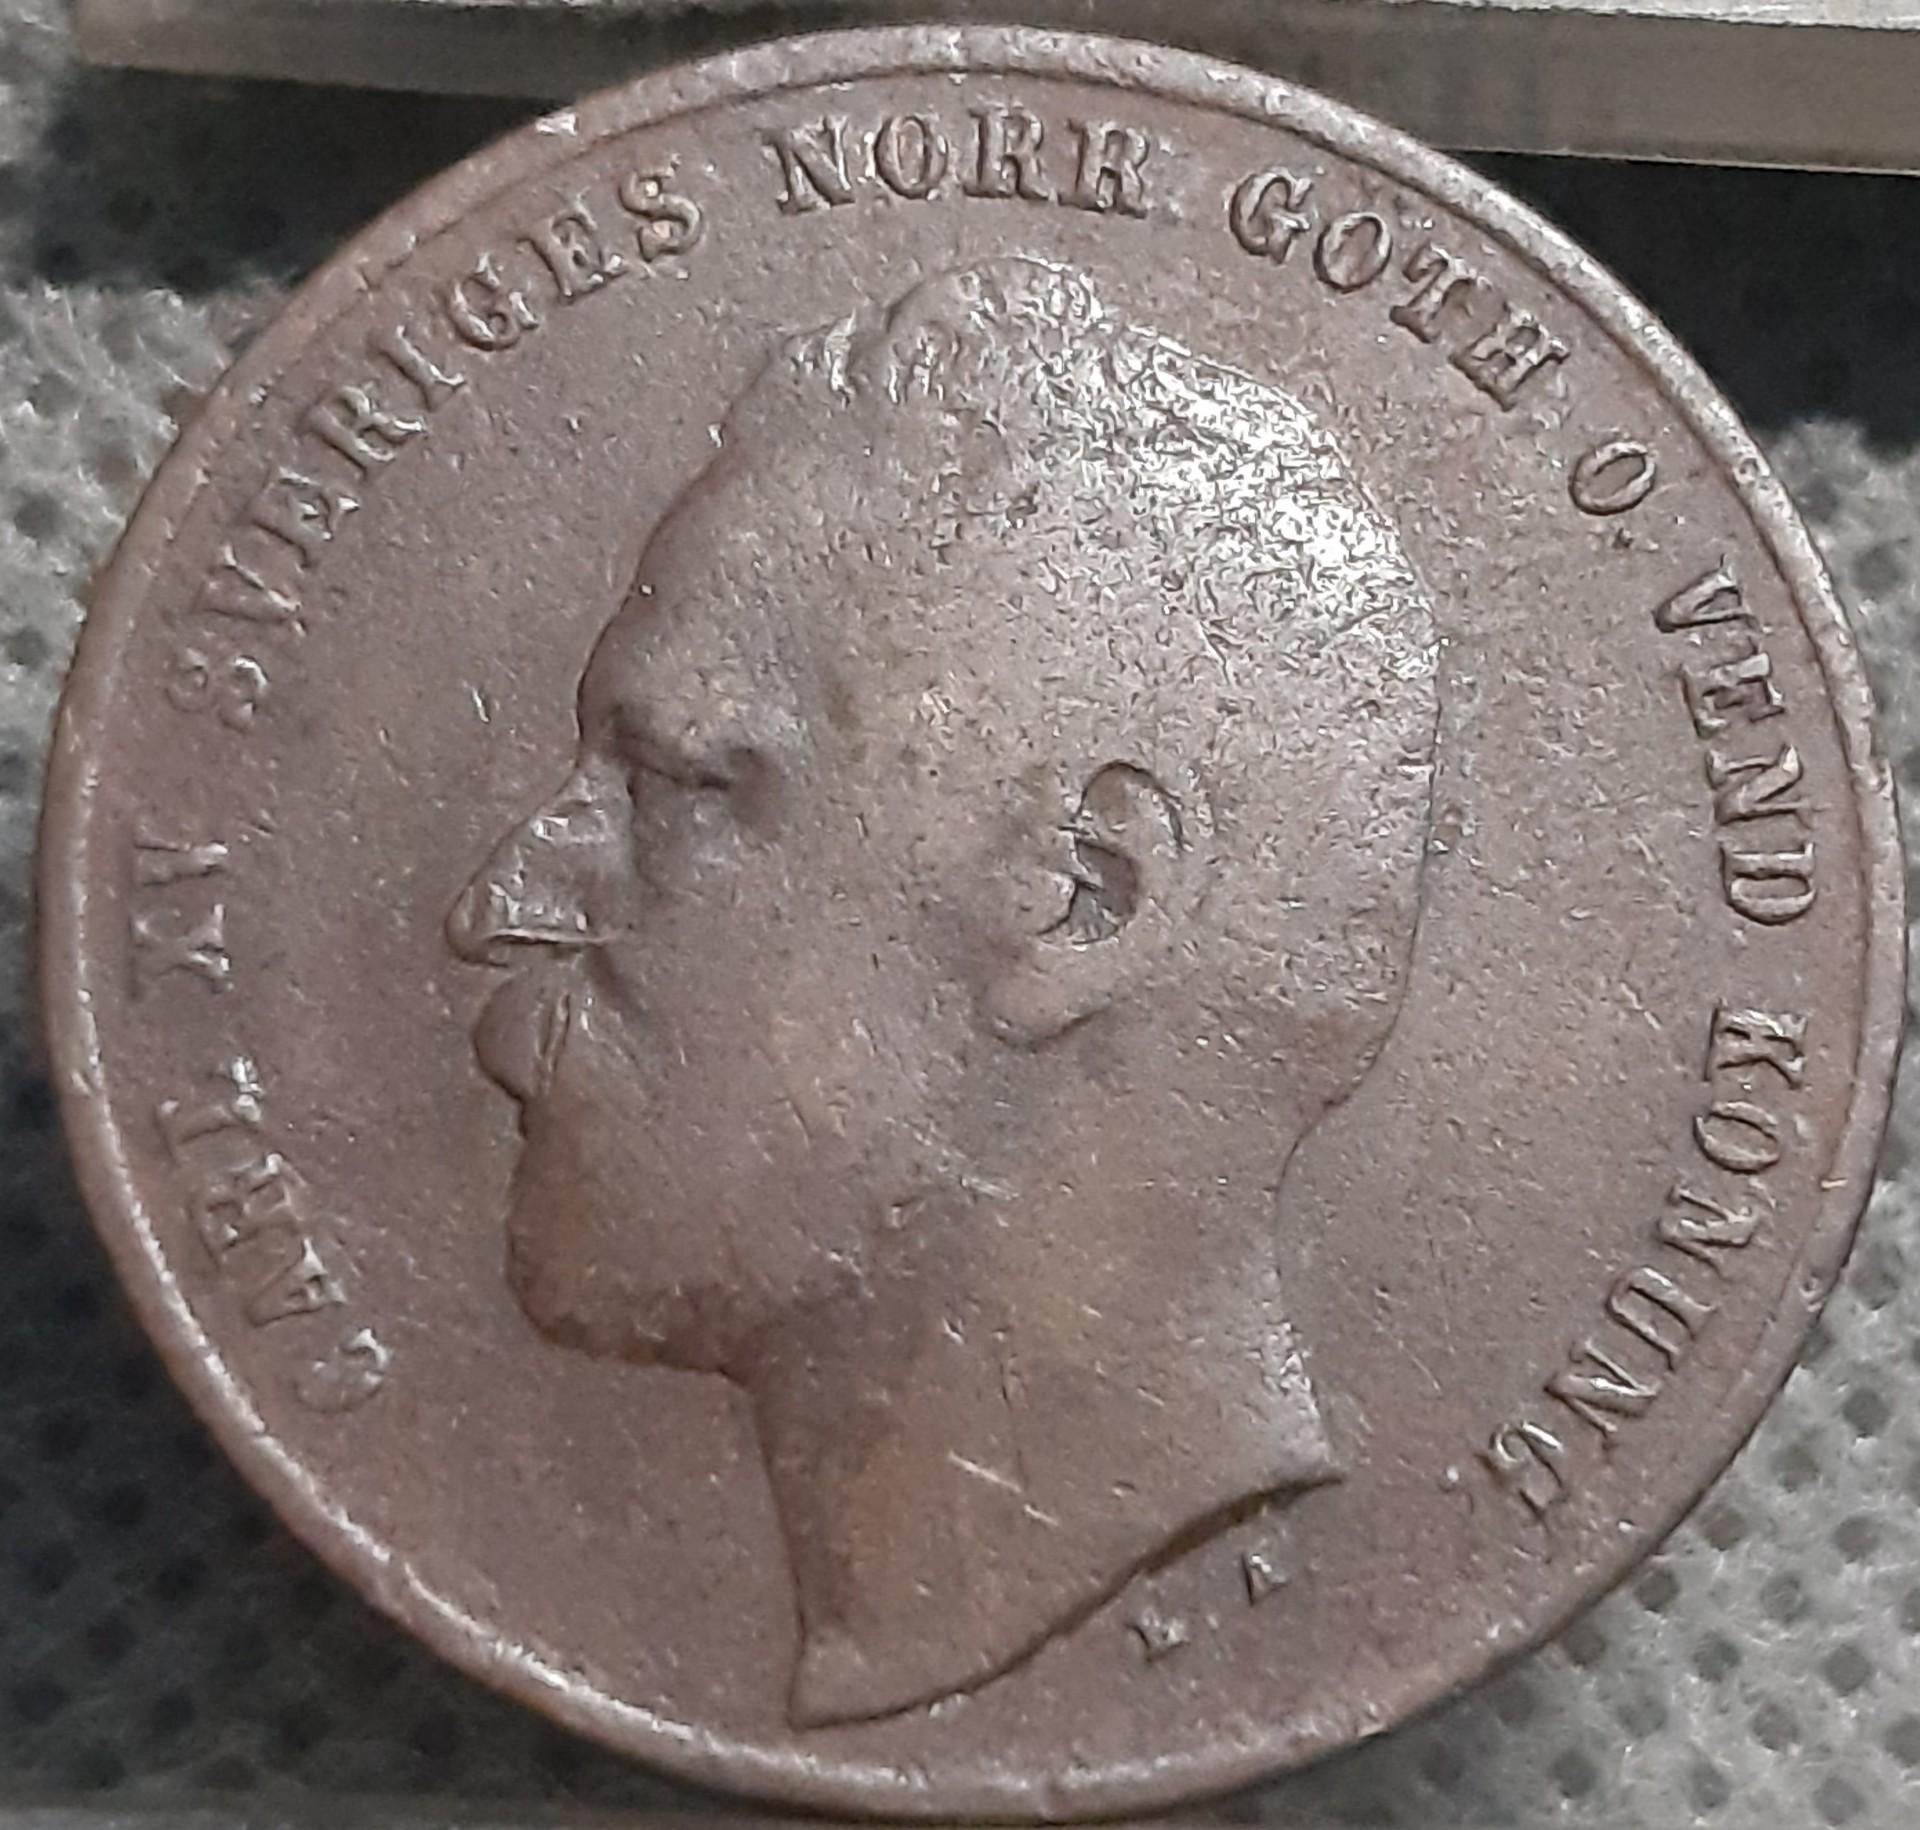 CARL XV SVERIGES NORR GOTH O. VEND KONUNG
L. A